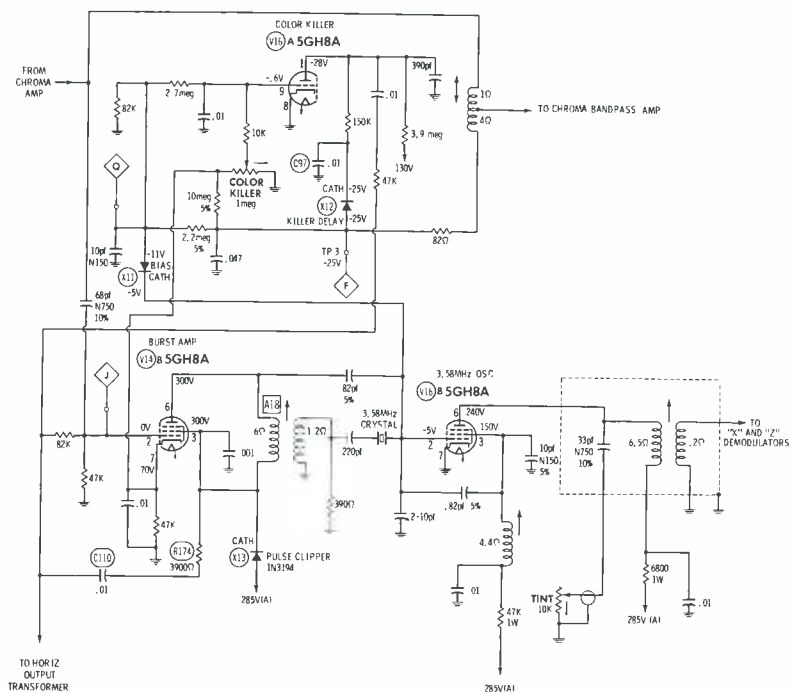 COLOR KILLER
V16 A 5GH8A
FROM
CHROMA
AMP
82K
2.7meg
.01
-.6V
9
8
1
-28V
10K
COLOR
KILLER
1meg
150K
C97 .01
CATH -25V
X12 -25V
KILLER DELAY
TP 3
-25V
F
.01
47K
3.9 meg
130V
390pf
1Ω
4Ω
TO CHROMA BANDPASS AMP
82Ω
Q
10pf
N150
10meg
5%
2.2meg
5%
.047
-11V
BIAS
CATH
X11 -5V
68pf
N750
10%
BURST AMP
V14 B 5GH8A
J
300V
6
0V
2
300V
3
7
70V
82K
47K
.01
47K
.001
A18
6Ω
1.2Ω
82pf
5%
3.58MHz
CRYSTAL
220pf
390Ω
C110
.01
R174
3900Ω
CATH
X13 PULSE CLIPPER
1N3194
285V(A)
TO HORIZ
OUTPUT
TRANSFORMER
3.58MHz OSC
V16 B 5GH8A
6
240V
-5V
2
150V
3
7
10pf
N150
5%
.82pf 5%
2-10pf
4.4Ω
.01
47K
1W
285V(A)
33pf
N750
10%
6.5Ω
.2Ω
TO
"X" AND "Z"
DEMODULATORS
TINT
10K
6800
1W
.01
285V (A)